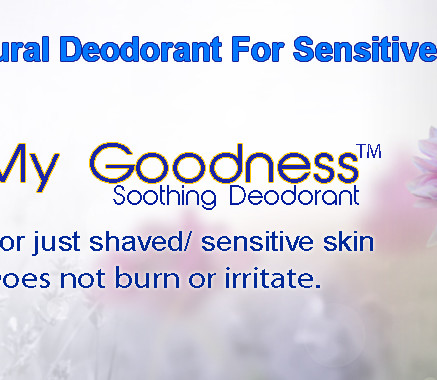 ural Deodorant For Sensitive
My Goodness™
Soothing Deodorant
or just shaved/ sensitive skin
oes not burn or irritate.